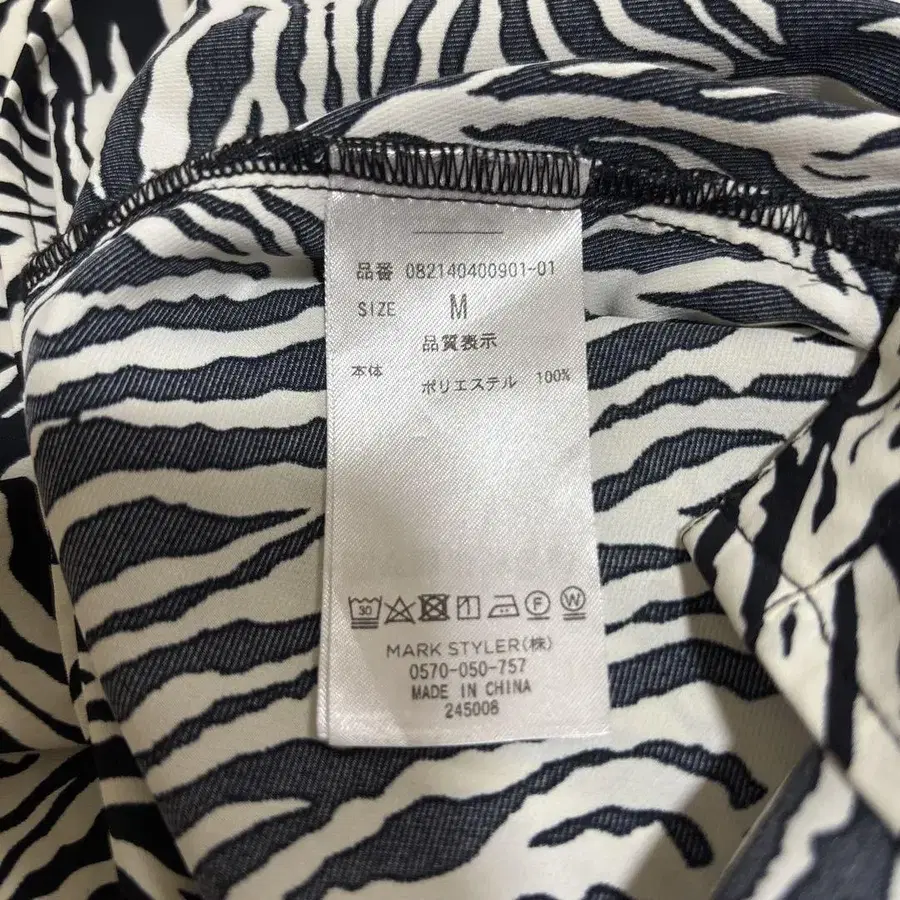 品番 082140400901-01
SIZE M
品質表示
本体 ポリエステル 100%
30 F W
MARK STYLER(株)
0570-050-757
MADE IN CHINA
245008